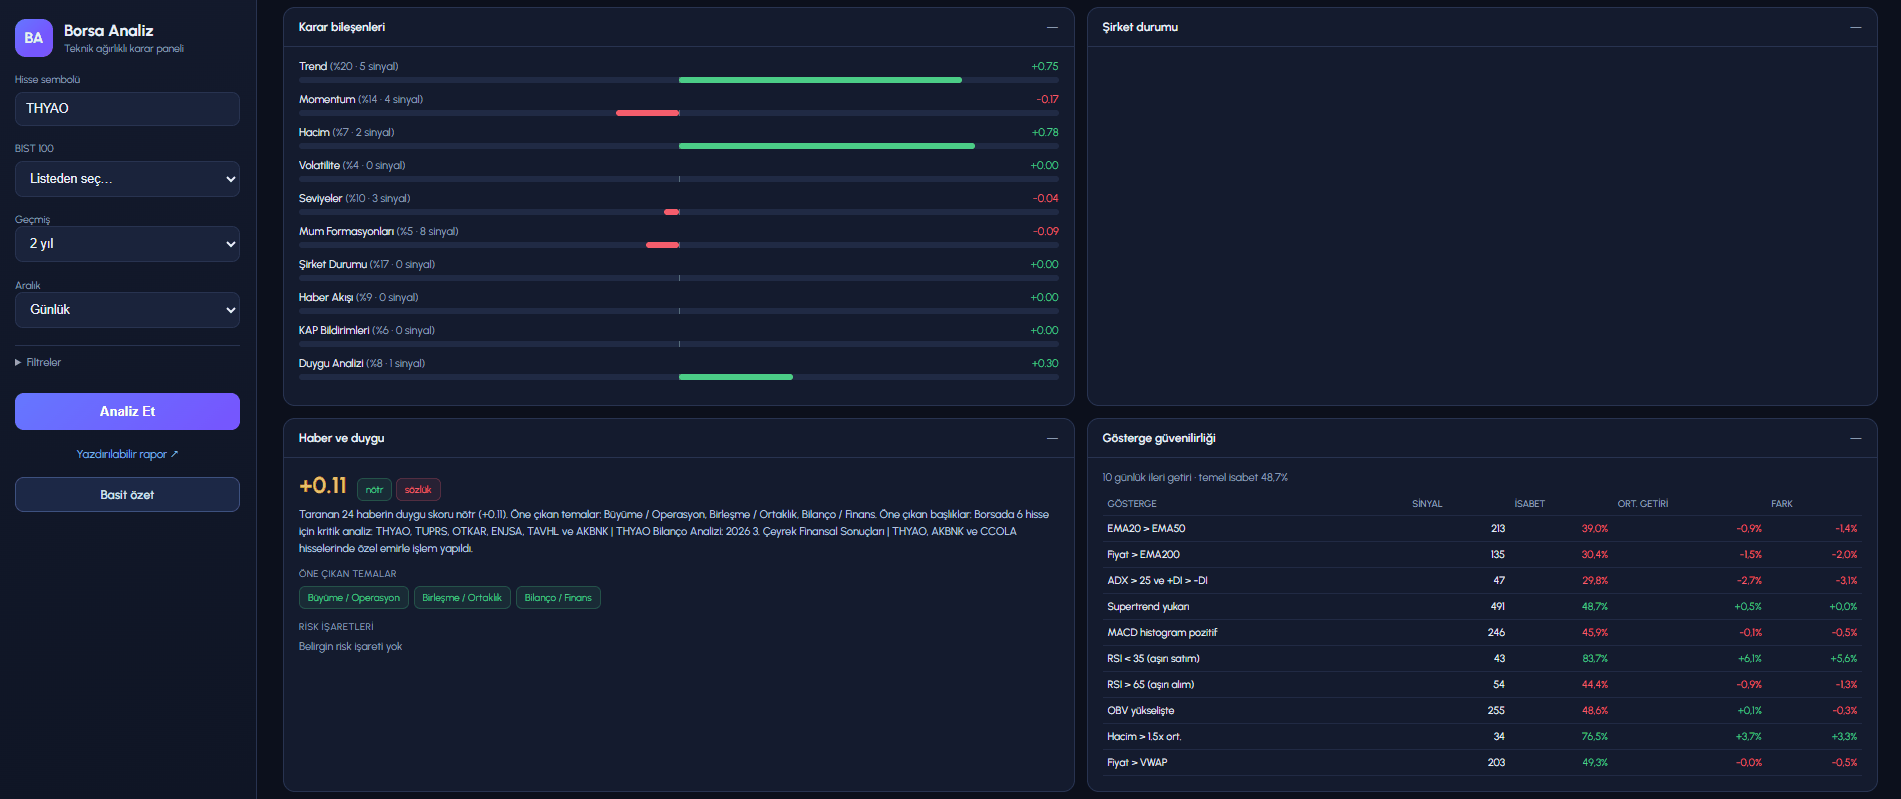 BA
Borsa Analiz
Teknik ağırlıklı karar paneli
Hisse sembolü
THYAO
BIST 100
Listeden seç...
Geçmiş
2 yıl
Aralık
Günlük
Filtreler
Analiz Et
Yazdırılabilir rapor ↗
Basit özet
Karar bileşenleri
Trend (%20 · 5 sinyal) +0.75
Momentum (%14 · 4 sinyal) -0.17
Hacim (%7 · 2 sinyal) +0.78
Volatilite (%4 · 0 sinyal) +0.00
Seviyeler (%10 · 3 sinyal) -0.04
Mum Formasyonları (%5 · 8 sinyal) -0.09
Şirket Durumu (%17 · 0 sinyal) +0.00
Haber Akışı (%9 · 0 sinyal) +0.00
KAP Bildirimleri (%6 · 0 sinyal) +0.00
Duygu Analizi (%8 · 1 sinyal) +0.30
Şirket durumu
Haber ve duygu
+0.11 nötr sözlük
Taranan 24 haberin duygu skoru nötr (+0.11). Öne çıkan temalar: Büyüme / Operasyon, Birleşme / Ortaklık, Bilanço / Finans. Öne çıkan başlıklar: Borsada 6 hisse
için kritik analiz: THYAO, TUPRS, OTKAR, ENJSA, TAVHL ve AKBNK | THYAO Bilanço Analizi: 2026 3. Çeyrek Finansal Sonuçları | THYAO, AKBNK ve CCOLA
hisselerinde özel emirle işlem yapıldı.
ÖNE ÇIKAN TEMALAR
Büyüme / Operasyon Birleşme / Ortaklık Bilanço / Finans
RİSK İŞARETLERİ
Belirgin risk işareti yok
Gösterge güvenilirliği
10 günlük ileri getiri · temel isabet 48,7%
GÖSTERGE SİNYAL İSABET ORT. GETİRİ FARK
EMA20 > EMA50 213 39,0% -0,9% -1,4%
Fiyat > EMA200 135 30,4% -1,5% -2,0%
ADX > 25 ve +DI > -DI 47 29,8% -2,7% -3,1%
Supertrend yukarı 491 48,7% +0,5% +0,0%
MACD histogram pozitif 246 45,9% -0,1% -0,5%
RSI < 35 (aşırı satım) 43 83,7% +6,1% +5,6%
RSI > 65 (aşırı alım) 54 44,4% -0,9% -1,3%
OBV yükselişte 255 48,6% +0,1% -0,3%
Hacim > 1.5x ort. 34 76,5% +3,7% +3,3%
Fiyat > VWAP 203 49,3% -0,0% -0,5%